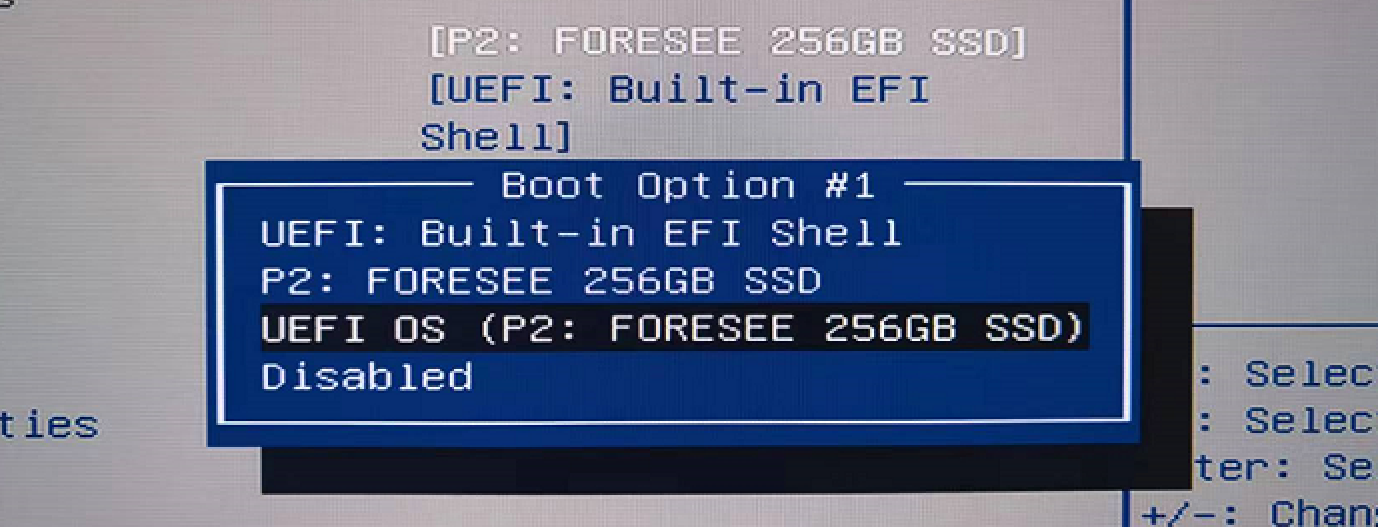 [P2: FORESEE 256GB SSD]
[UEFI: Built-in EFI
Shell]
Boot Option #1
UEFI: Built-in EFI Shell
P2: FORESEE 256GB SSD
UEFI OS (P2: FORESEE 256GB SSD)
Disabled
ties
: Selec
: Selec
ter: Se
+/-: Chan